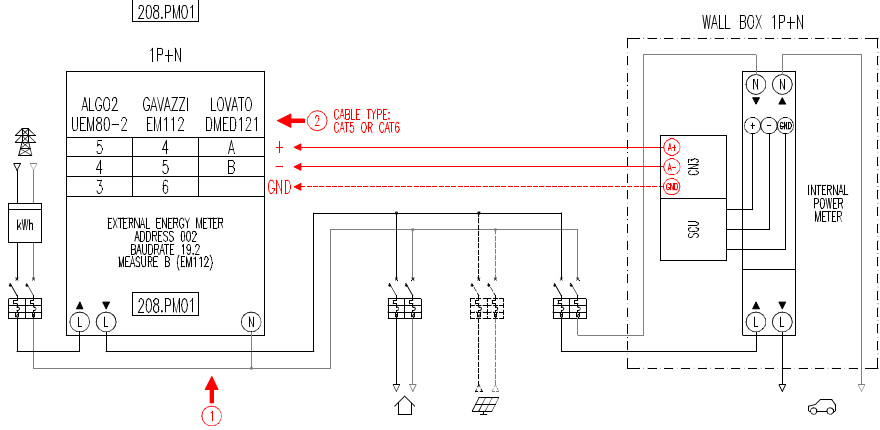 208.PM01
WALL BOX 1P+N
1P+N
ALGO2 GAVAZZI LOVATO
UEM80-2 EM112 DMED121
2 CABLE TYPE:
CAT5 OR CAT6
5 4 A +
4 5 B -
3 6 GND
A+
A-
GND
CN3
SCU
N N
+ - GND
INTERNAL
POWER
METER
kWh
EXTERNAL ENERGY METER
ADDRESS 002
BAUDRATE 19.2
MEASURE B (EM112)
208.PM01
L L N
L L
1